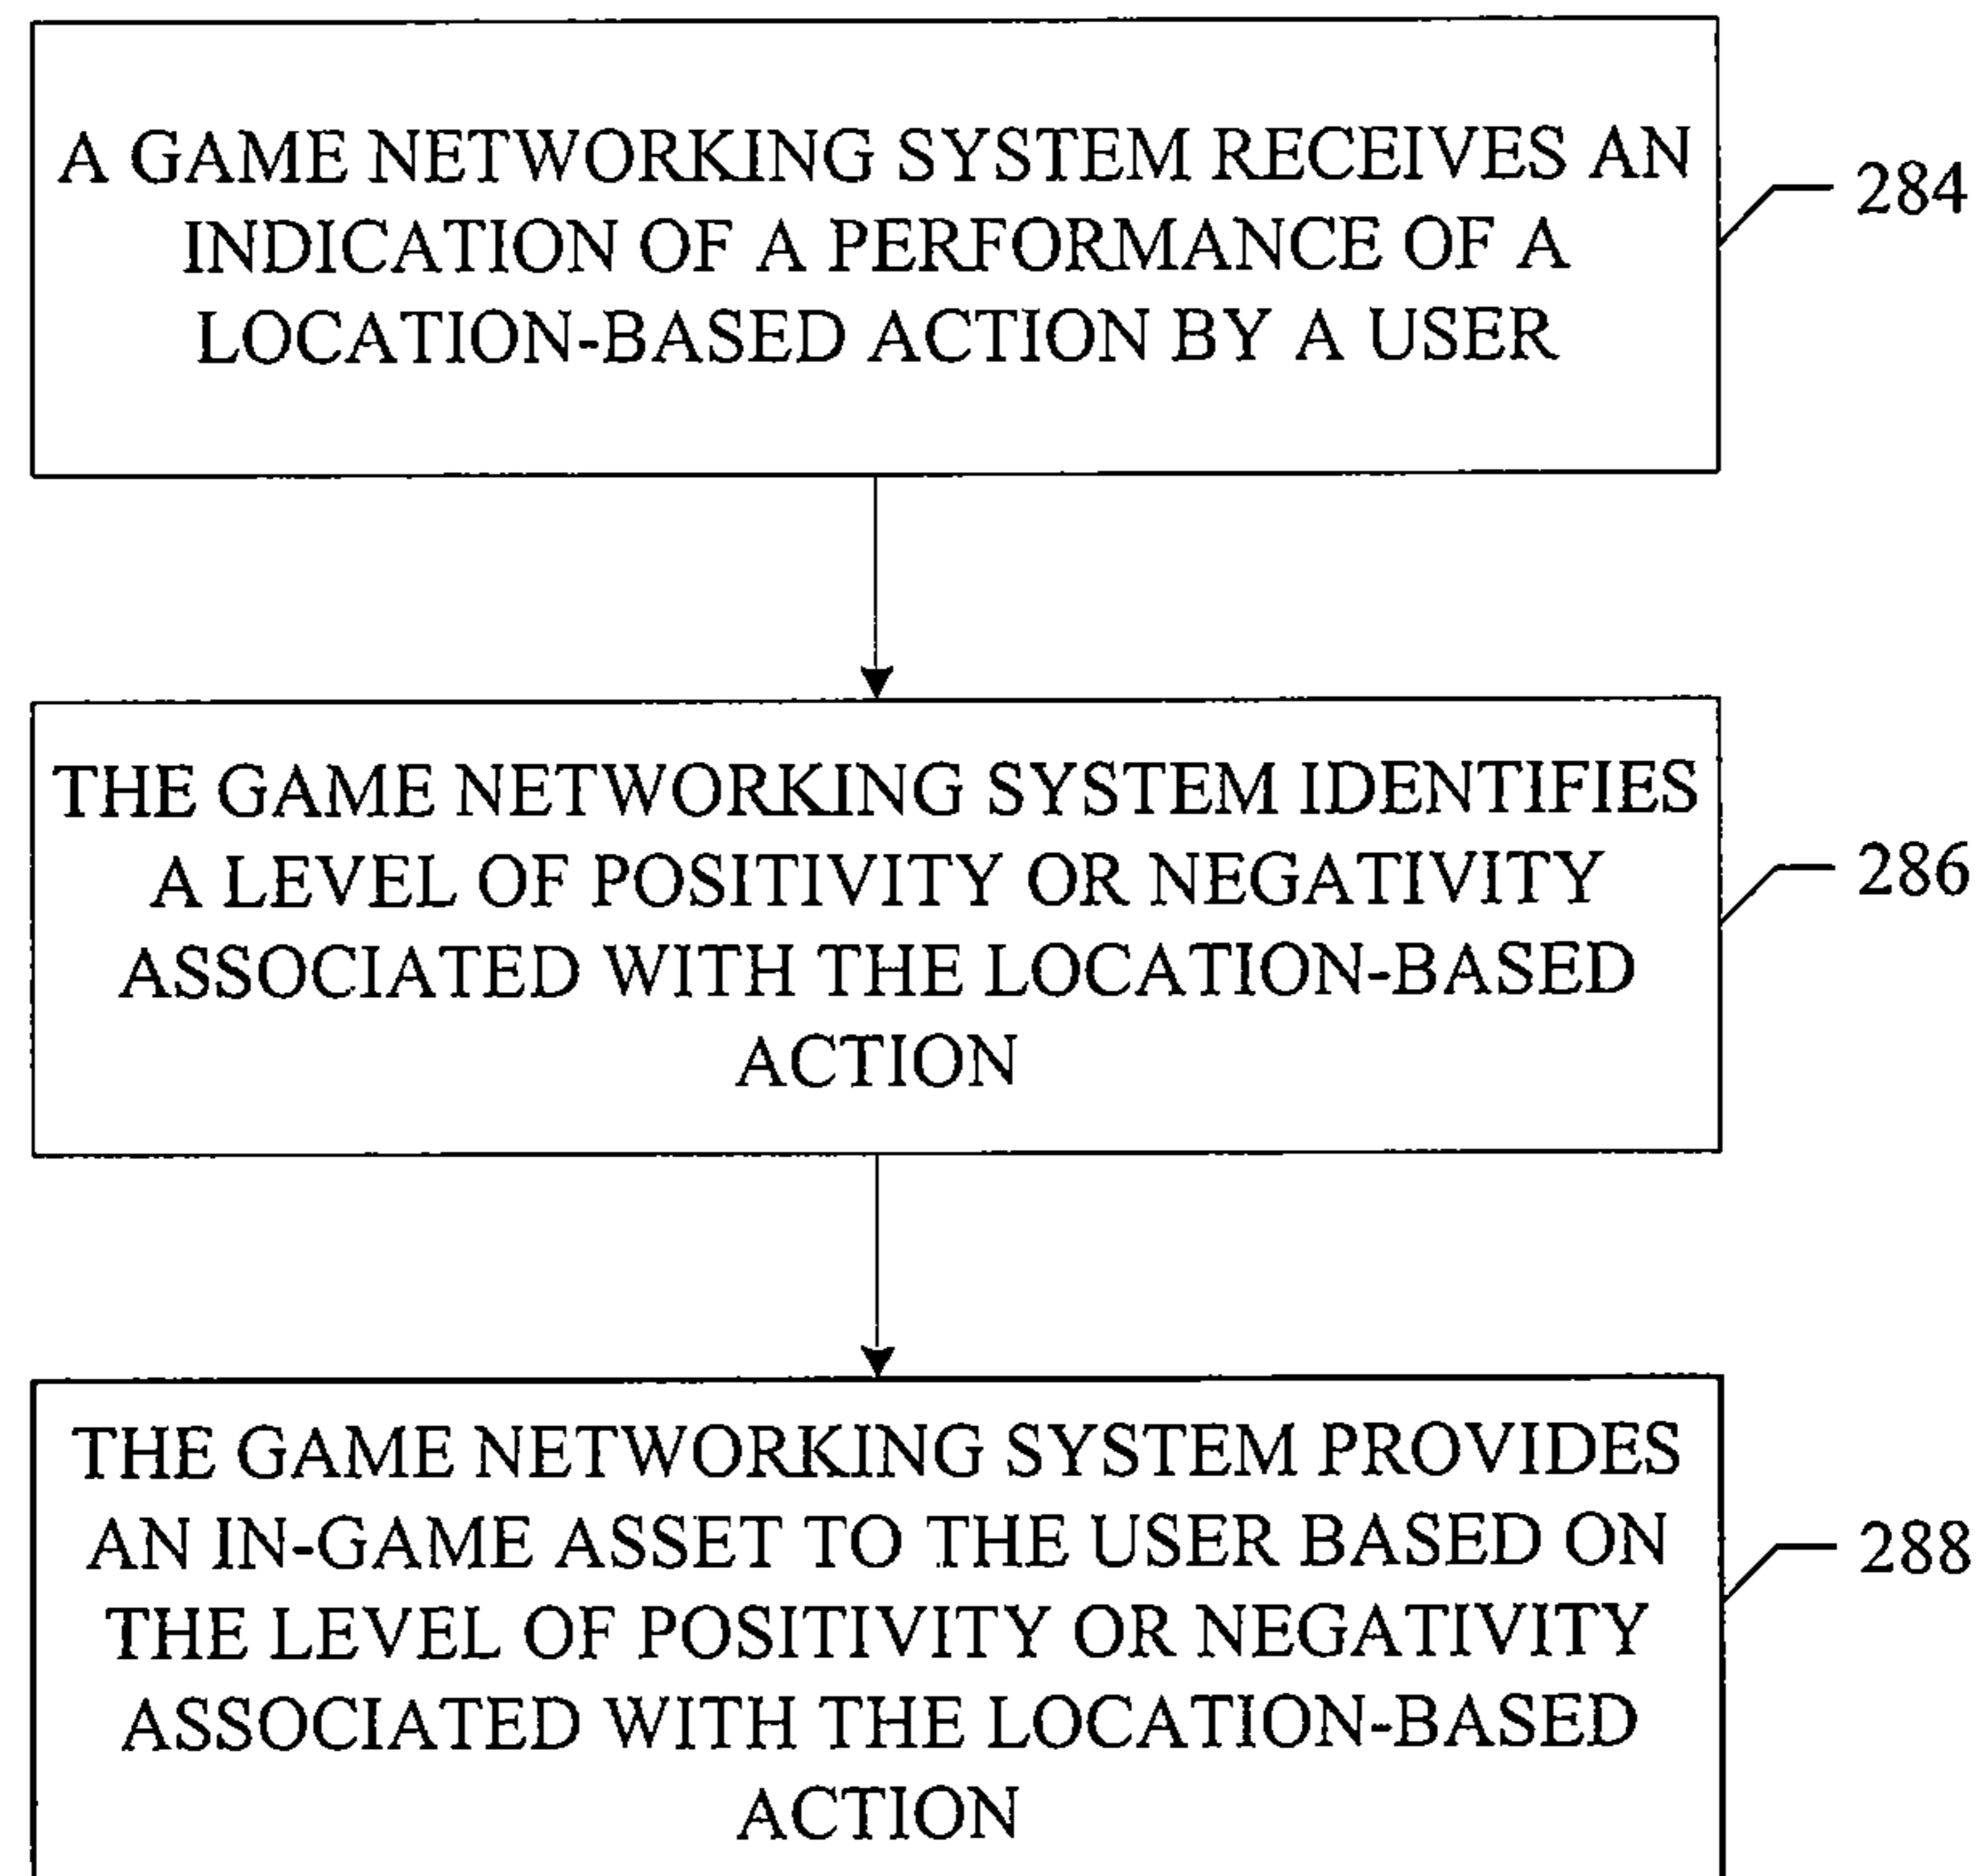 A GAME NETWORKING SYSTEM RECEIVES AN
INDICATION OF A PERFORMANCE OF A
LOCATION-BASED ACTION BY A USER
284
THE GAME NETWORKING SYSTEM IDENTIFIES
A LEVEL OF POSITIVITY OR NEGATIVITY
ASSOCIATED WITH THE LOCATION-BASED
ACTION
286
THE GAME NETWORKING SYSTEM PROVIDES
AN IN-GAME ASSET TO THE USER BASED ON
THE LEVEL OF POSITIVITY OR NEGATIVITY
ASSOCIATED WITH THE LOCATION-BASED
ACTION
288